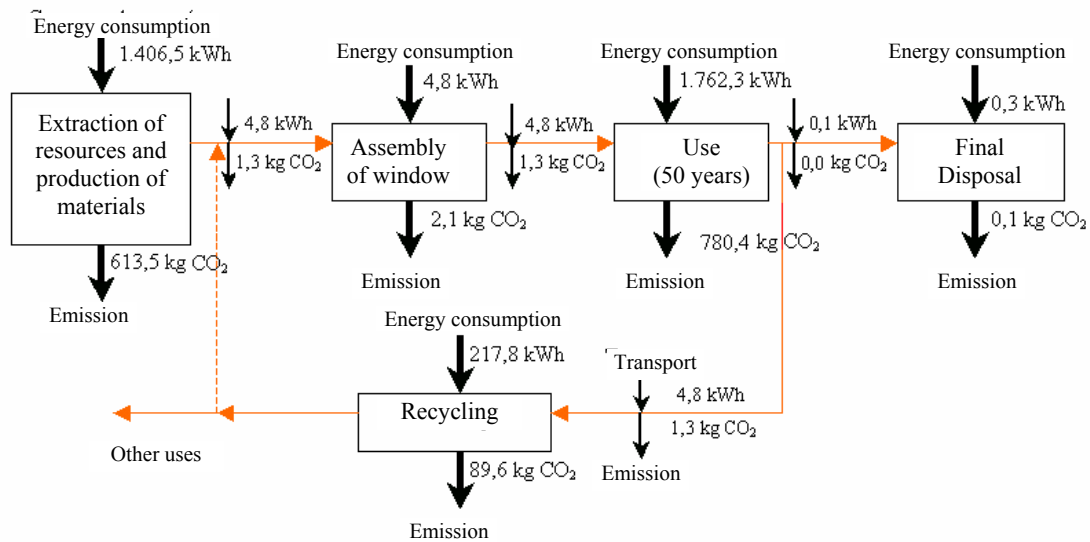 Energy consumption
1.406,5 kWh
Extraction of
resources and
production of
materials
613,5 kg CO₂
Emission
4,8 kWh
1,3 kg CO₂
Energy consumption
4,8 kWh
Assembly
of window
2,1 kg CO₂
Emission
4,8 kWh
1,3 kg CO₂
Energy consumption
1.762,3 kWh
Use
(50 years)
780,4 kg CO₂
Emission
0,1 kWh
0,0 kg CO₂
Energy consumption
0,3 kWh
Final
Disposal
0,1 kg CO₂
Emission
Energy consumption
217,8 kWh
Recycling
89,6 kg CO₂
Emission
Transport
4,8 kWh
1,3 kg CO₂
Emission
Other uses